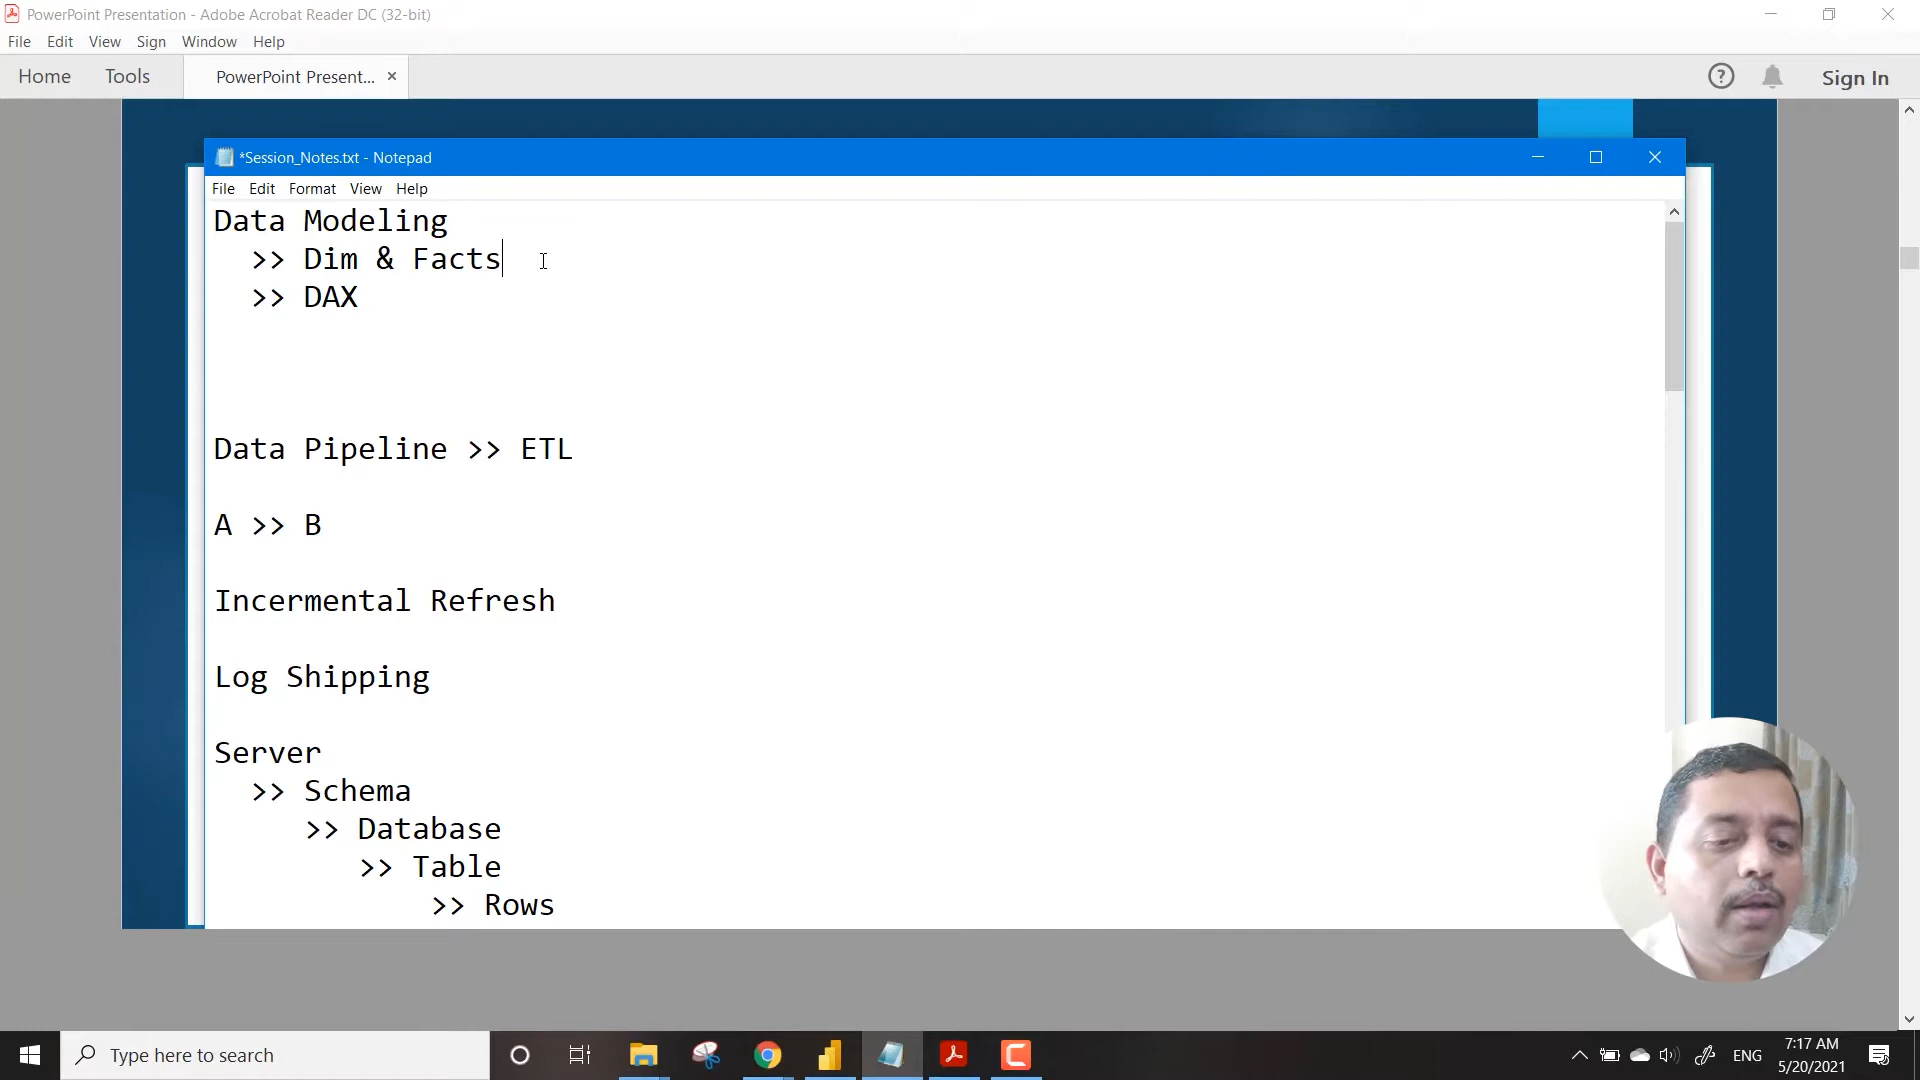 PowerPoint Presentation - Adobe Acrobat Reader DC (32-bit)
File Edit View Sign Window Help
Home Tools PowerPoint Present... Sign In
*Session_Notes.txt - Notepad
File Edit Format View Help
Data Modeling
>> Dim & Facts
>> DAX
Data Pipeline >> ETL
A >> B
Incermental Refresh
Log Shipping
Server
>> Schema
>> Database
>> Table
>> Rows
Type here to search
ENG
7:17 AM
5/20/2021